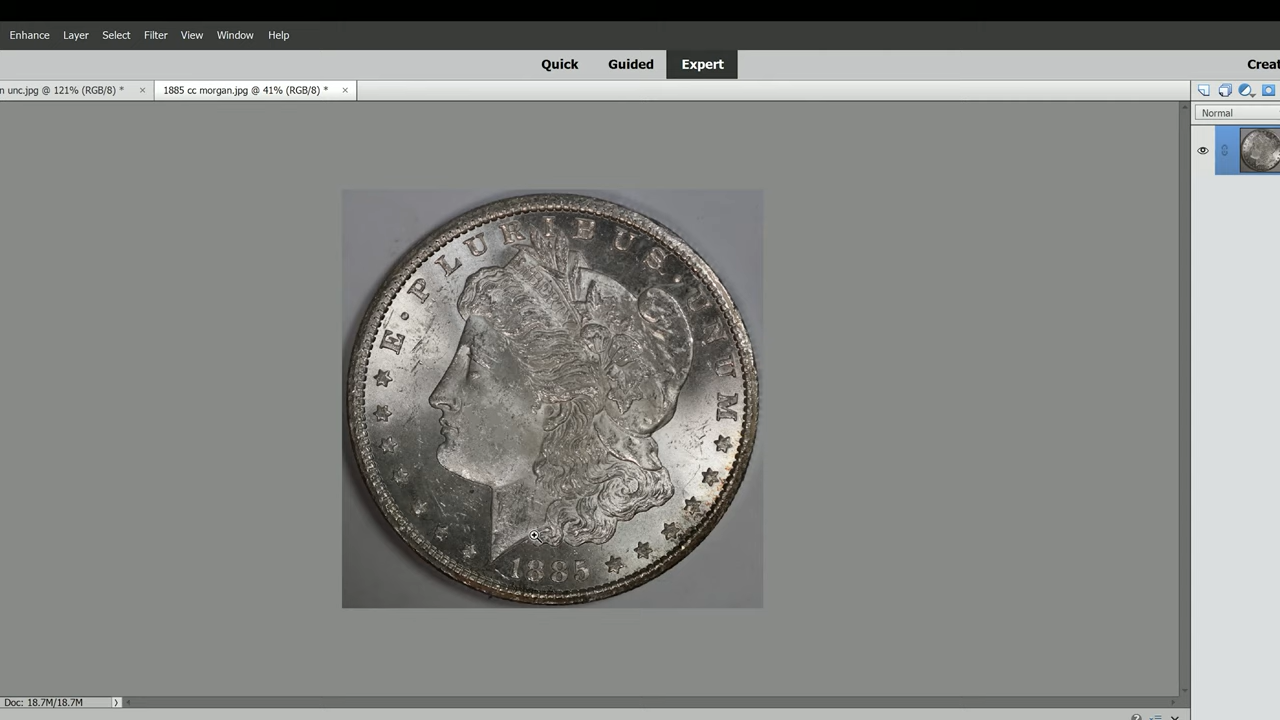 Enhance Layer Select Filter View Window Help
Quick Guided Expert Creat
n unc.jpg @ 121% (RGB/8) * × 1885 cc morgan.jpg @ 41% (RGB/8) * ×
Normal
E·PLURIBUS·UNUM
1885
Doc: 18.7M/18.7M